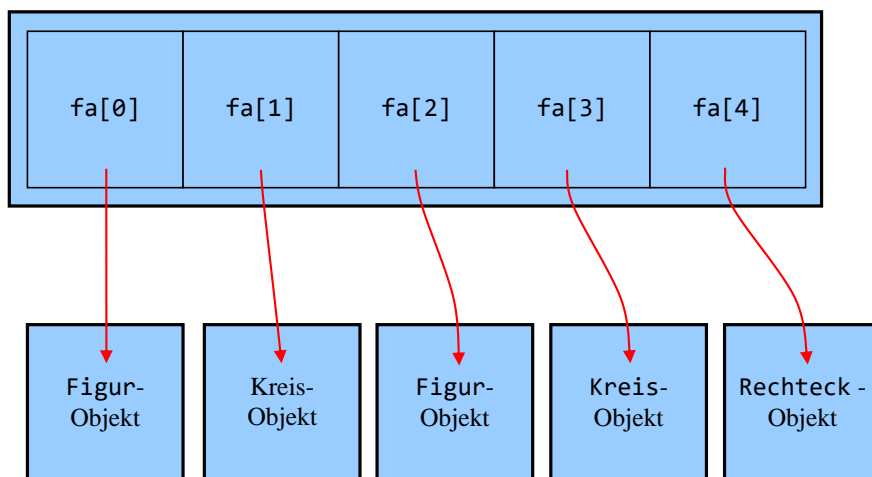 fa[0] fa[1] fa[2] fa[3] fa[4]
Figur-
Objekt
Kreis-
Objekt
Figur-
Objekt
Kreis-
Objekt
Rechteck -
Objekt